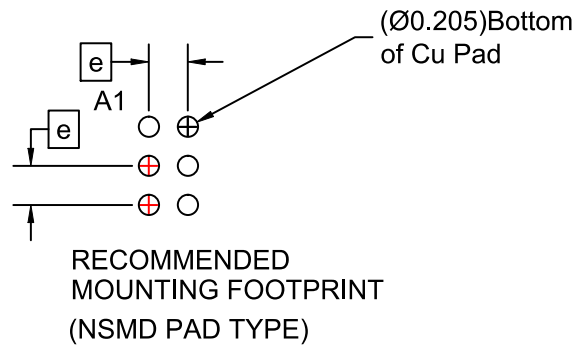 (Ø0.205)Bottom
of Cu Pad
e
A1
e
RECOMMENDED
MOUNTING FOOTPRINT
(NSMD PAD TYPE)